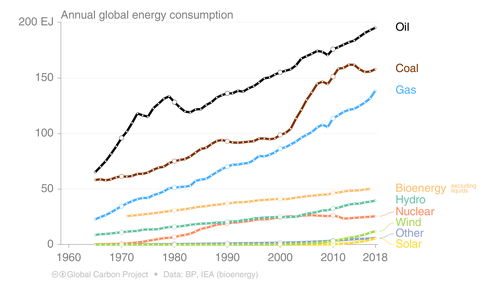 Annual global energy consumption
200 EJ
Oil
150
Coal
Gas
100
50
Bioenergy excluding liquids
Hydro
Nuclear
Wind
Other
Solar
0
1960 1970 1980 1990 2000 2010 2018
Global Carbon Project • Data: BP, IEA (bioenergy)